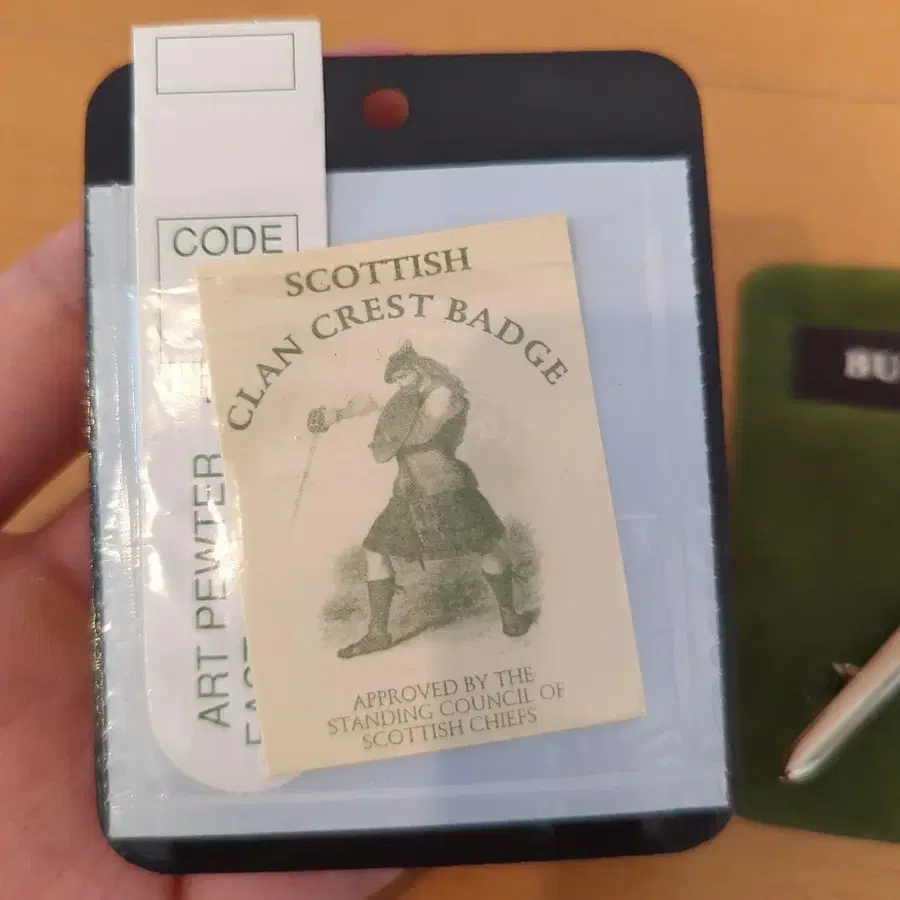 CODE
SCOTTISH
CLAN CREST BADGE
ART PEWTER
APPROVED BY THE
STANDING COUNCIL OF
SCOTTISH CHIEFS